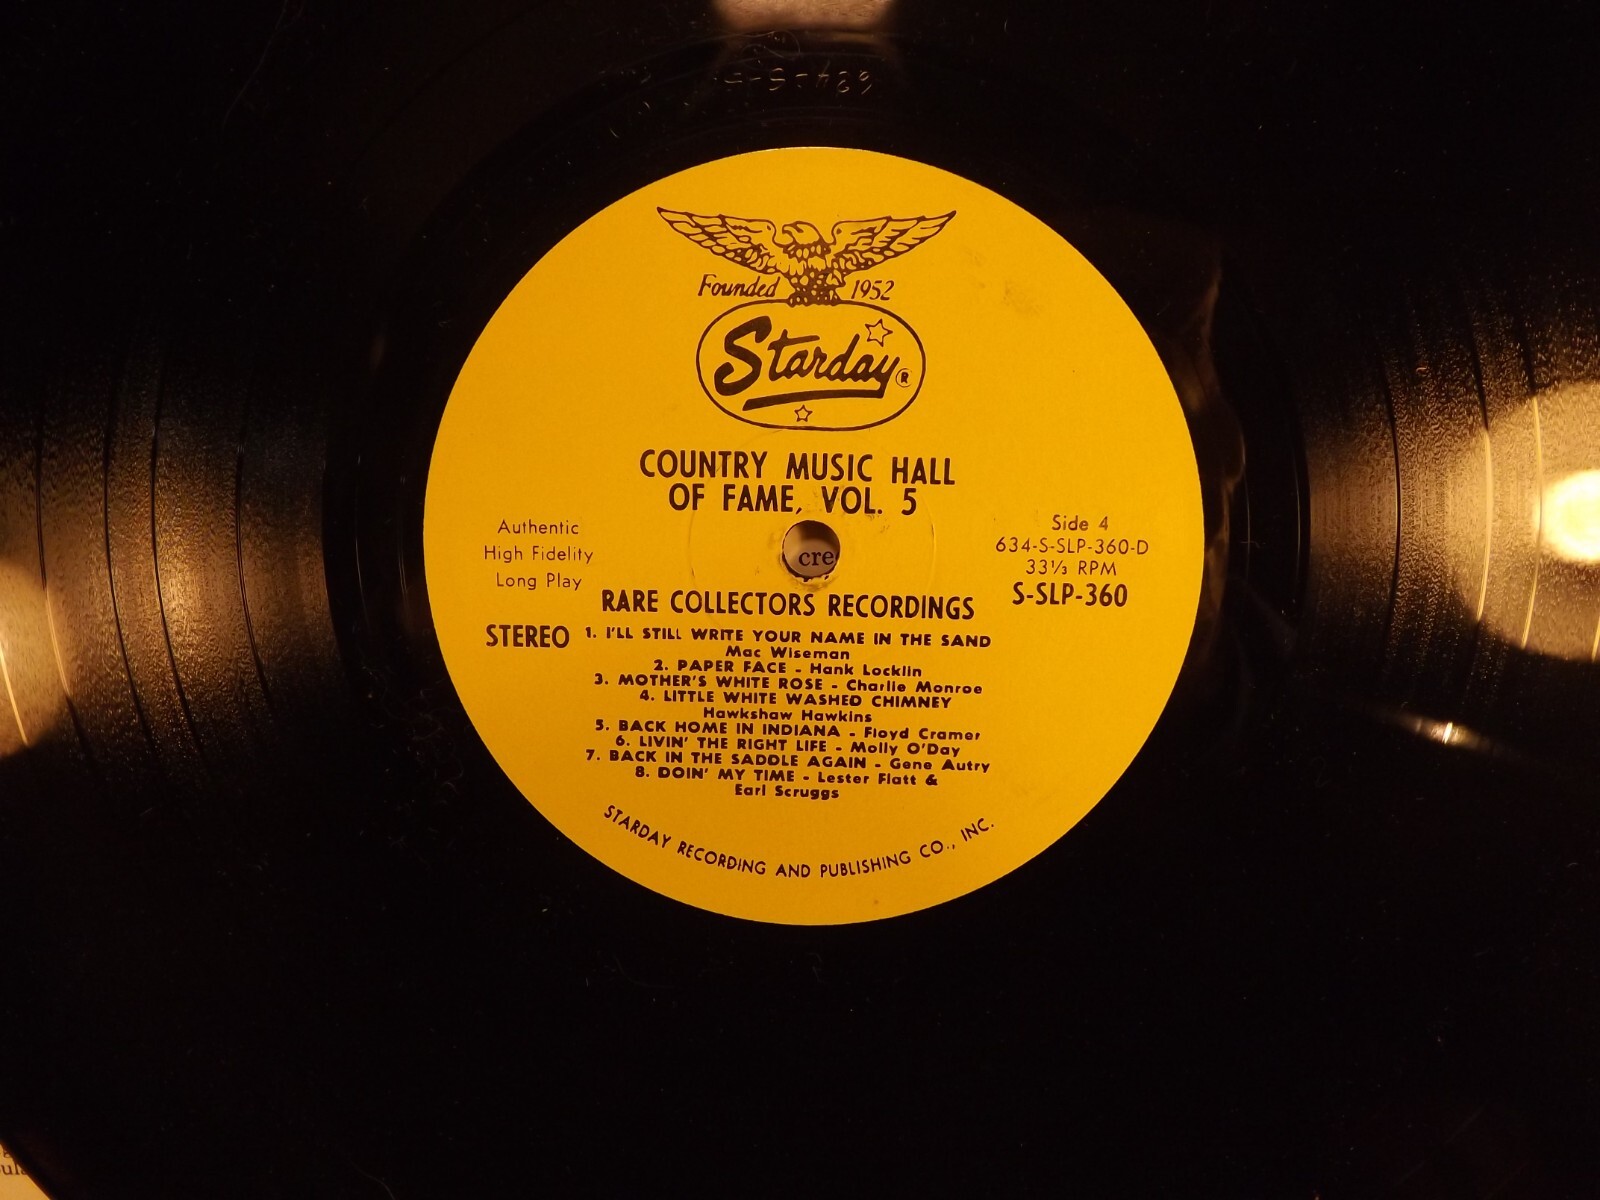 Founded 1952
Starday ®
COUNTRY MUSIC HALL
OF FAME, VOL. 5
Authentic
High Fidelity
Long Play
Side 4
634-S-SLP-360-D
33⅓ RPM
S-SLP-360
cre
RARE COLLECTORS RECORDINGS
STEREO
1. I'LL STILL WRITE YOUR NAME IN THE SAND
Mac Wiseman
2. PAPER FACE - Hank Locklin
3. MOTHER'S WHITE ROSE - Charlie Monroe
4. LITTLE WHITE WASHED CHIMNEY
Hawkshaw Hawkins
5. BACK HOME IN INDIANA - Floyd Cramer
6. LIVIN' THE RIGHT LIFE - Molly O'Day
7. BACK IN THE SADDLE AGAIN - Gene Autry
8. DOIN' MY TIME - Lester Flatt &
Earl Scruggs
STARDAY RECORDING AND PUBLISHING CO., INC.